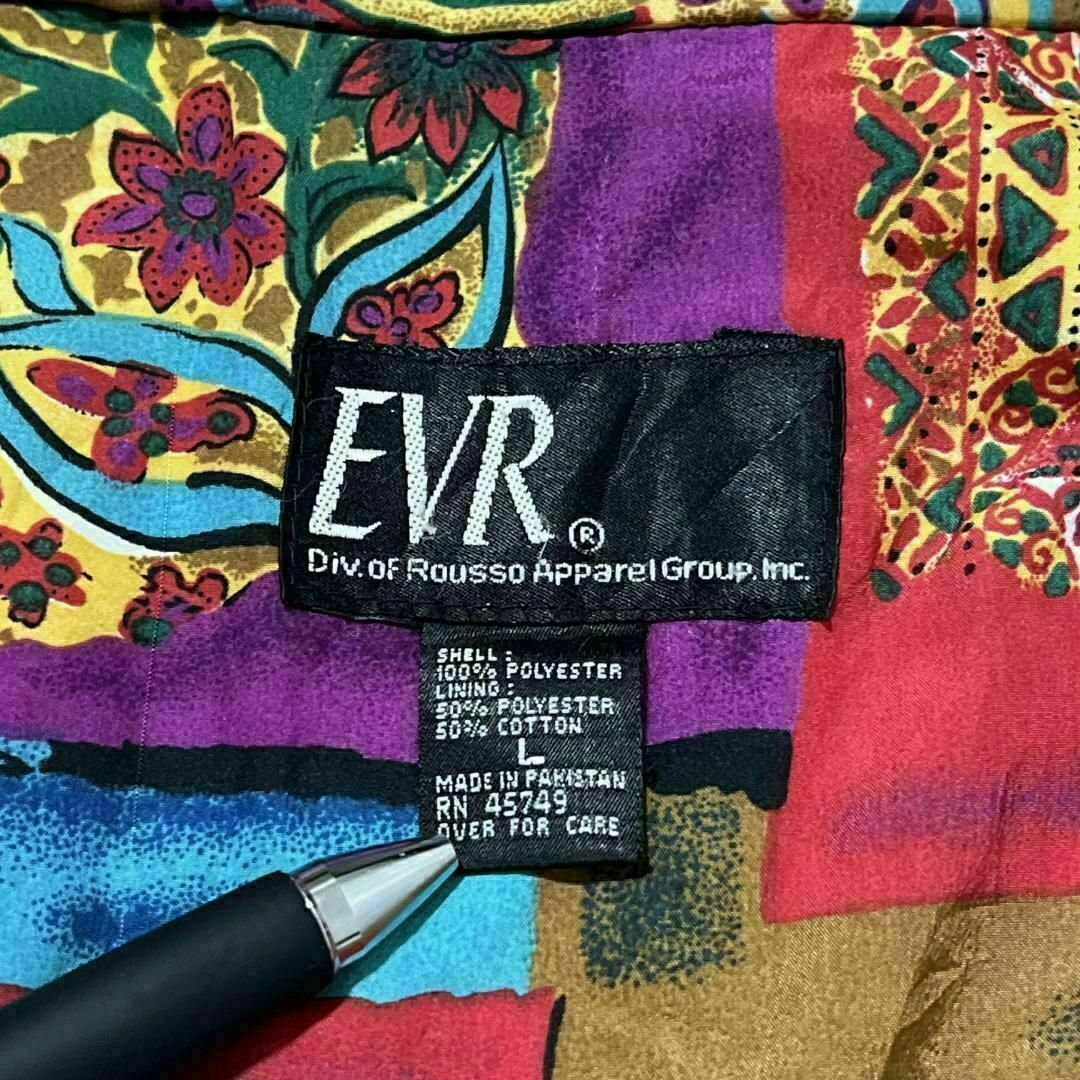 EVR®
Div. of Rousso Apparel Group, Inc.
SHELL:
100% POLYESTER
LINING:
50% POLYESTER
50% COTTON
L
MADE IN PAKISTAN
RN 45749
OVER FOR CARE